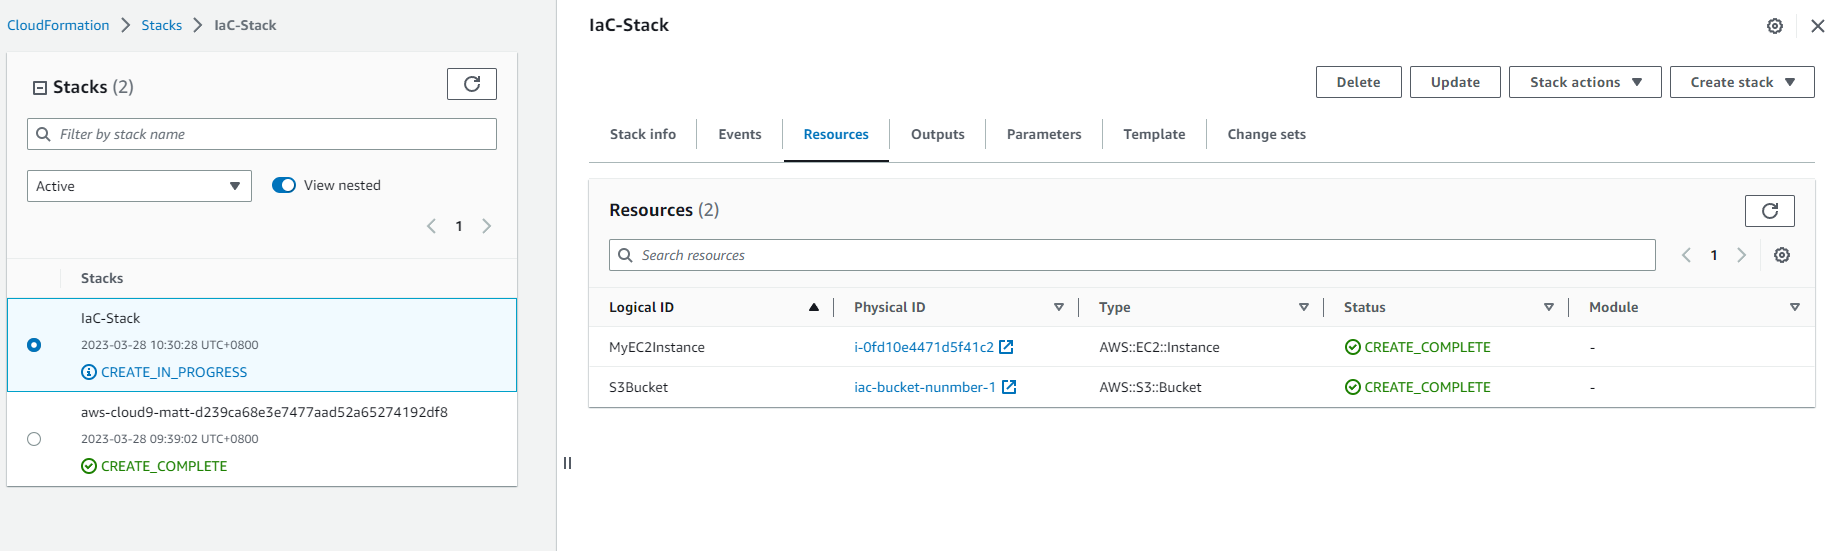 CloudFormation > Stacks > IaC-Stack
Stacks (2)
Filter by stack name
Active
View nested
1
Stacks
IaC-Stack
2023-03-28 10:30:28 UTC+0800
CREATE_IN_PROGRESS
aws-cloud9-matt-d239ca68e3e7477aad52a65274192df8
2023-03-28 09:39:02 UTC+0800
CREATE_COMPLETE
IaC-Stack
Delete Update Stack actions Create stack
Stack info Events Resources Outputs Parameters Template Change sets
Resources (2)
Search resources
1
Logical ID Physical ID Type Status Module
MyEC2Instance i-0fd10e4471d5f41c2 AWS::EC2::Instance CREATE_COMPLETE -
S3Bucket iac-bucket-nunmber-1 AWS::S3::Bucket CREATE_COMPLETE -